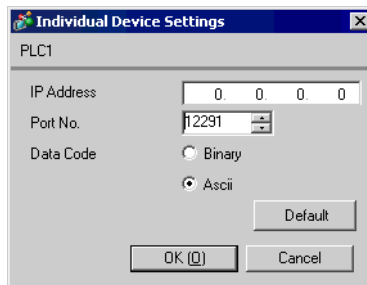 Individual Device Settings
PLC1
IP Address 0. 0. 0. 0
Port No. 12291
Data Code Binary
Ascii
Default
OK (O) Cancel